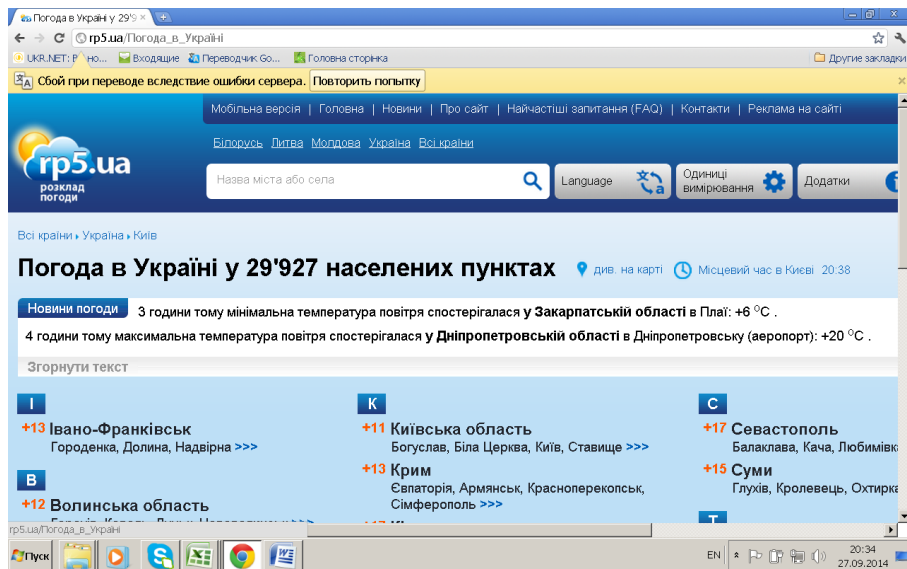 Погода в Україні у 29'9
rp5.ua/Погода_в_Україні
Входящие Переводчик Go... Головна сторінка Другие закладки
Сбой при переводе вследствие ошибки сервера. Повторить попытку
Мобільна версія | Головна | Новини | Про сайт | Найчастіші запитання (FAQ) | Контакти | Реклама на сайті
Білорусь Литва Молдова Україна Всі країни
rp5.ua
розклад
погоди
Назва міста або села
Language
Одиниці
вимірювання
Додатки
Всі країни Україна Київ
Погода в Україні у 29'927 населених пунктах див. на карті Місцевий час в Києві 20:38
Новини погоди 3 години тому мінімальна температура повітря спостерігалася у Закарпатській області в Плаї: +6 °C .
4 години тому максимальна температура повітря спостерігалася у Дніпропетровській області в Дніпропетровську (аеропорт): +20 °C .
Згорнути текст
І
+13 Івано-Франківськ
Городенка, Долина, Надвірна >>>
В
+12 Волинська область
К
+11 Київська область
Богуслав, Біла Церква, Київ, Ставище >>>
+13 Крим
Євпаторія, Армянськ, Красноперекопськ,
Сімферополь >>>
С
+17 Севастополь
Балаклава, Кача, Любимівк
+15 Суми
Глухів, Кролевець, Охтирка
Т
rp5.ua/Погода_в_Україні
Пуск
EN
20:34
27.09.2014